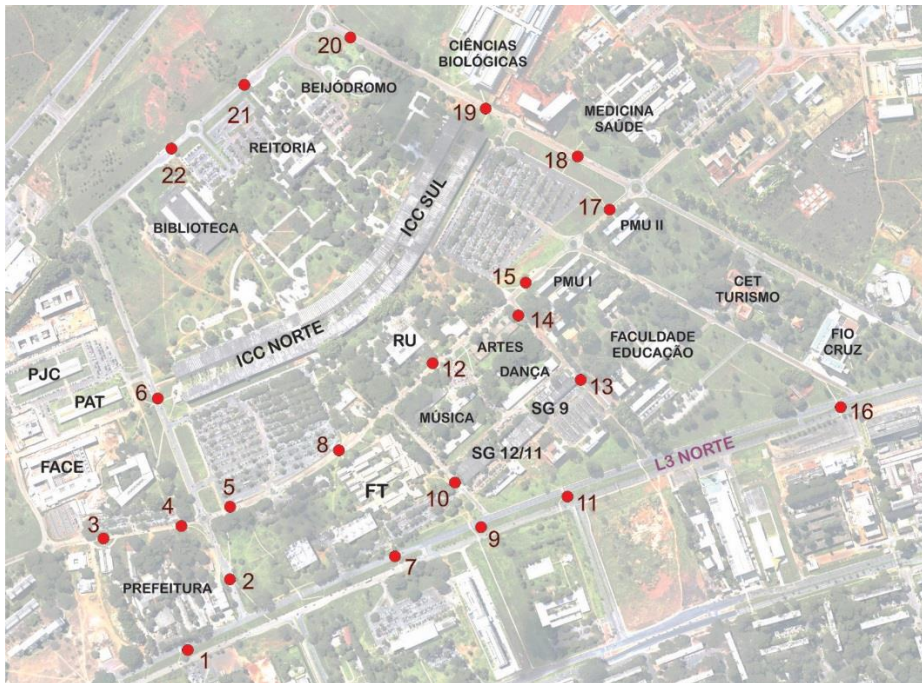 20
CIÊNCIAS
BIOLÓGICAS
BEIJÓDROMO
21
19
MEDICINA
SAÚDE
REITORIA
22
18
ICC SUL
BIBLIOTECA
17
PMU II
15
PMU I
CET
TURISMO
14
ICC NORTE
RU
ARTES
FACULDADE
EDUCAÇÃO
FIO
CRUZ
PJC
12
DANÇA
13
6
PAT
SG 9
16
MÚSICA
8
SG 12/11
L3 NORTE
FACE
5
FT
10
11
3
4
9
7
2
PREFEITURA
1